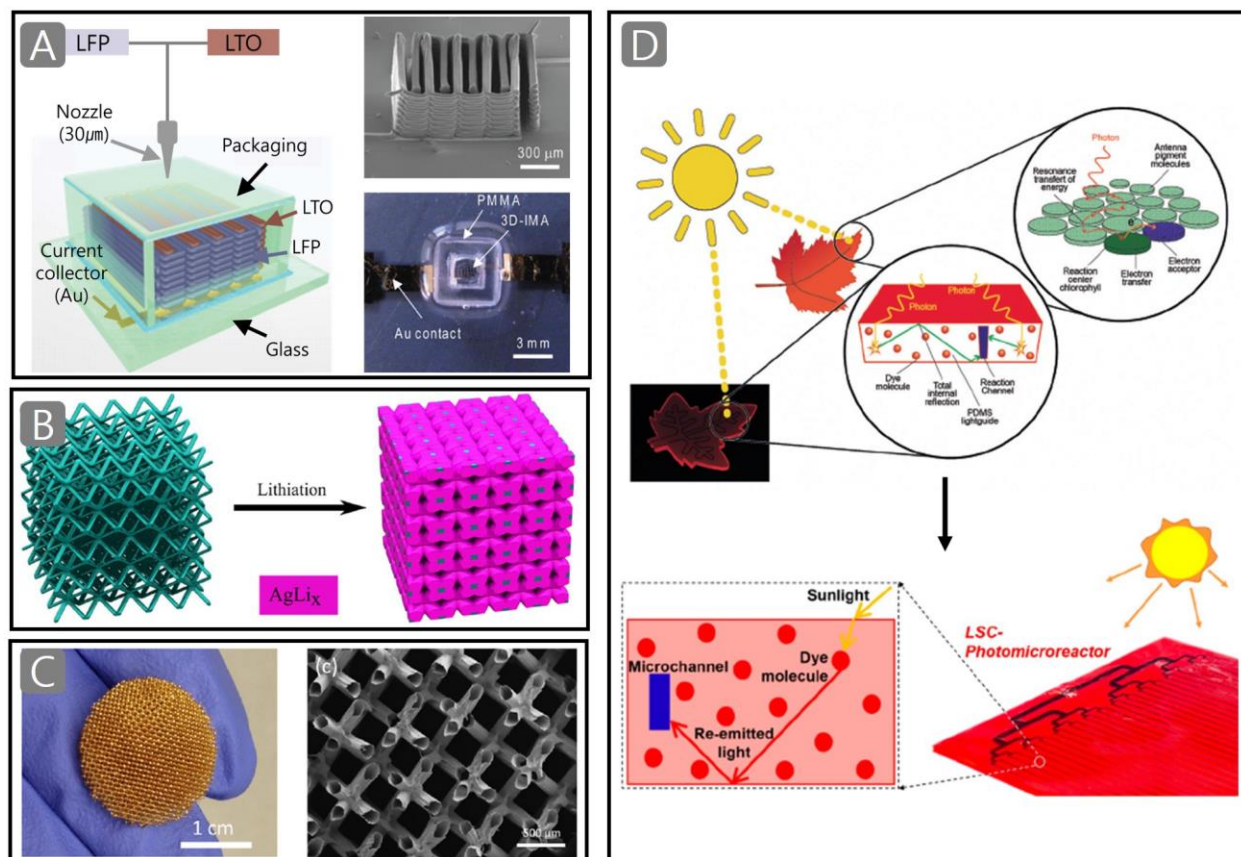 A
LFP
LTO
Nozzle
(30㎛)
Packaging
LTO
LFP
Current
collector
(Au)
Glass
300 μm
PMMA
3D-IMA
Au contact
3 mm
B
Lithiation
AgLiX
C
1 cm
(c)
500 μm
D
Photon
Resonance
transfert of
energy
Antenna
pigment
molecules
e-
Reaction
center
chlorophyll
Electron
transfer
Electron
acceptor
Photon
Photon
Dye
molecule
Total
internal
reflection
Reaction
Channel
PDMS
lightguide
Sunlight
Microchannel
Dye
molecule
Re-emitted
light
LSC-
Photomicroreactor